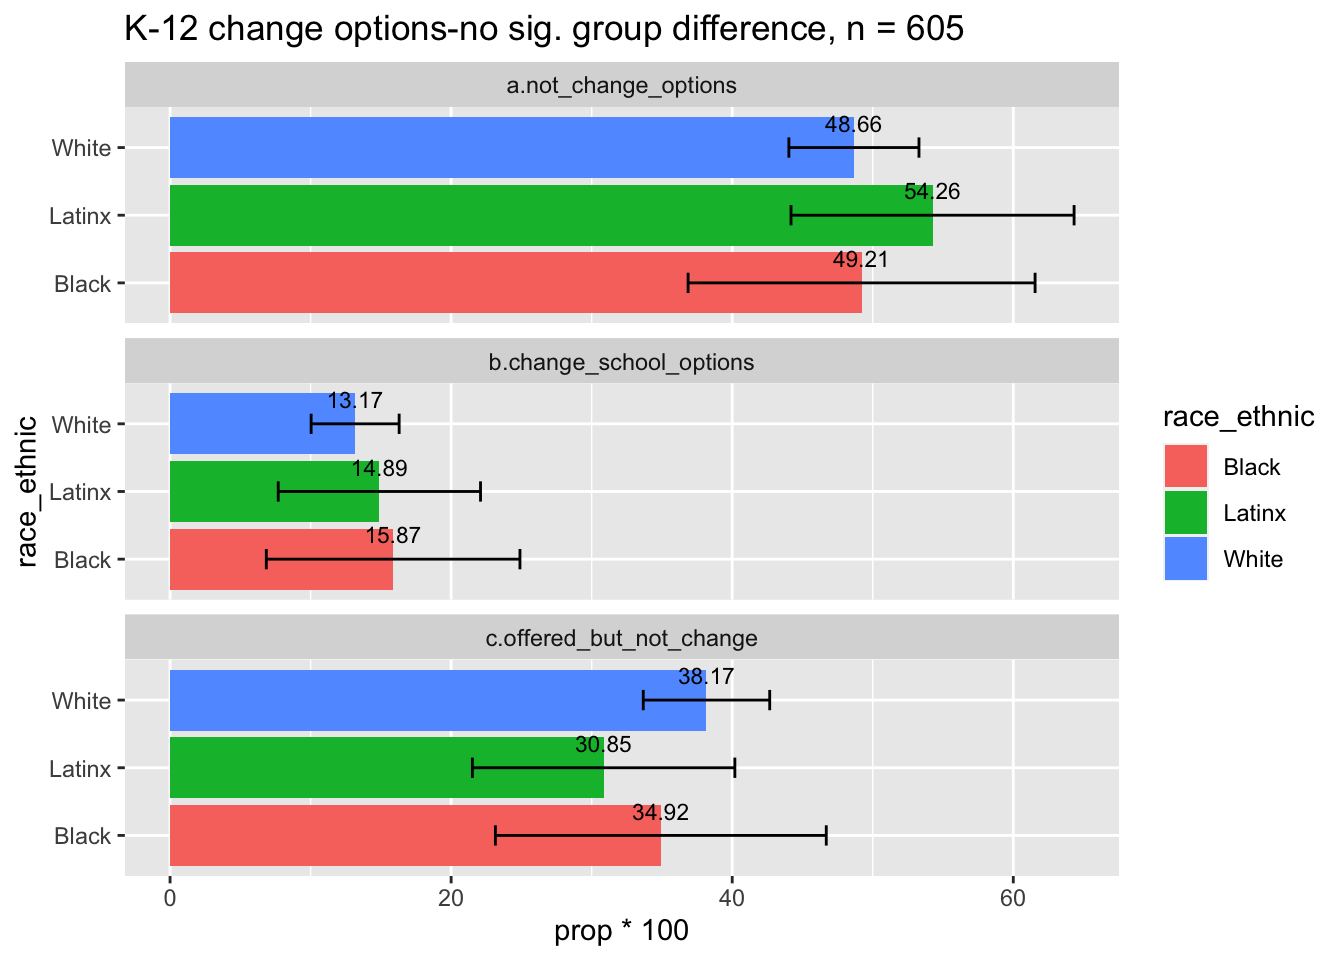 K-12 change options-no sig. group difference, n = 605
a.not_change_options
White
48.66
Latinx
54.26
Black
49.21
b.change_school_options
White
13.17
Latinx
14.89
Black
15.87
c.offered_but_not_change
White
38.17
Latinx
30.85
Black
34.92
0 20 40 60
prop * 100
race_ethnic
race_ethnic
Black
Latinx
White